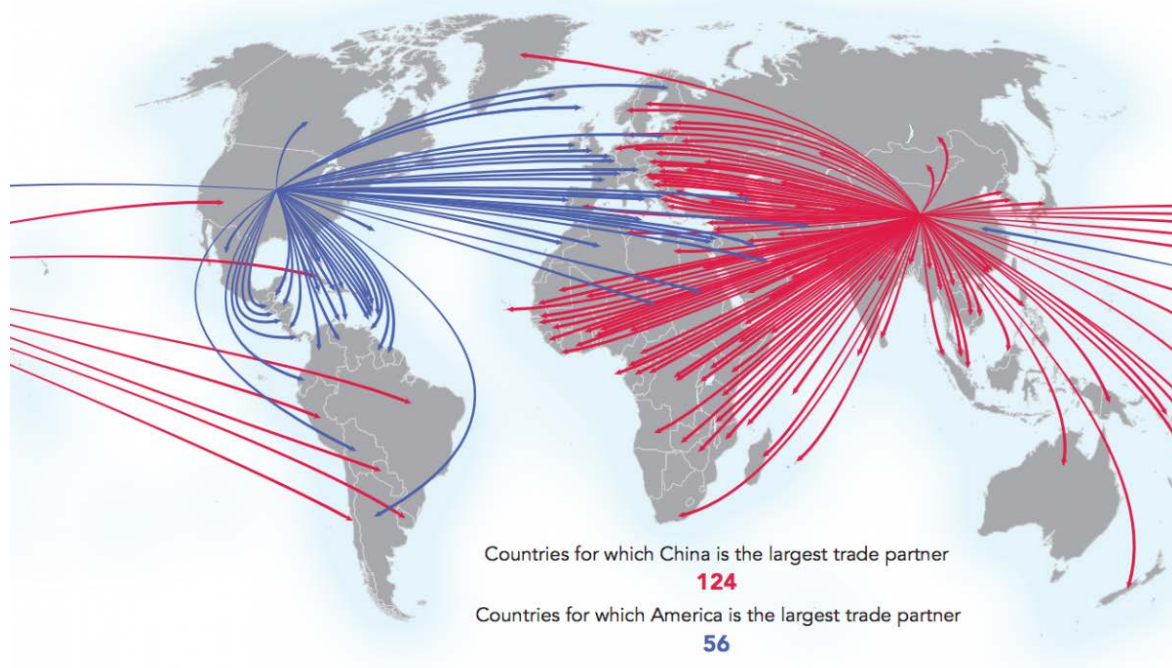 Countries for which China is the largest trade partner
124
Countries for which America is the largest trade partner
56